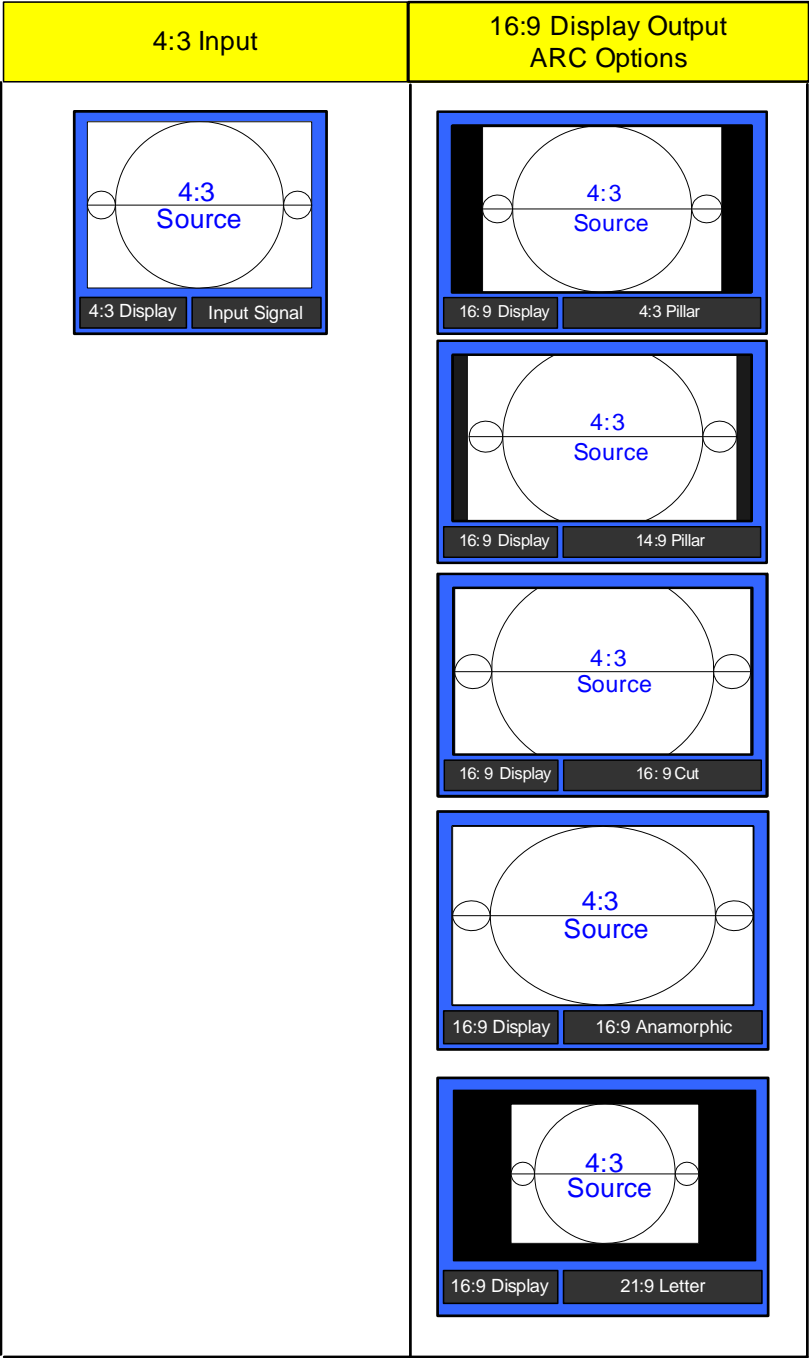 4:3 Input
16:9 Display Output
ARC Options
4:3
Source
4:3 Display
Input Signal
4:3
Source
16:9 Display
4:3 Pillar
4:3
Source
16:9 Display
14:9 Pillar
4:3
Source
16:9 Display
16:9 Cut
4:3
Source
16:9 Display
16:9 Anamorphic
4:3
Source
16:9 Display
21:9 Letter